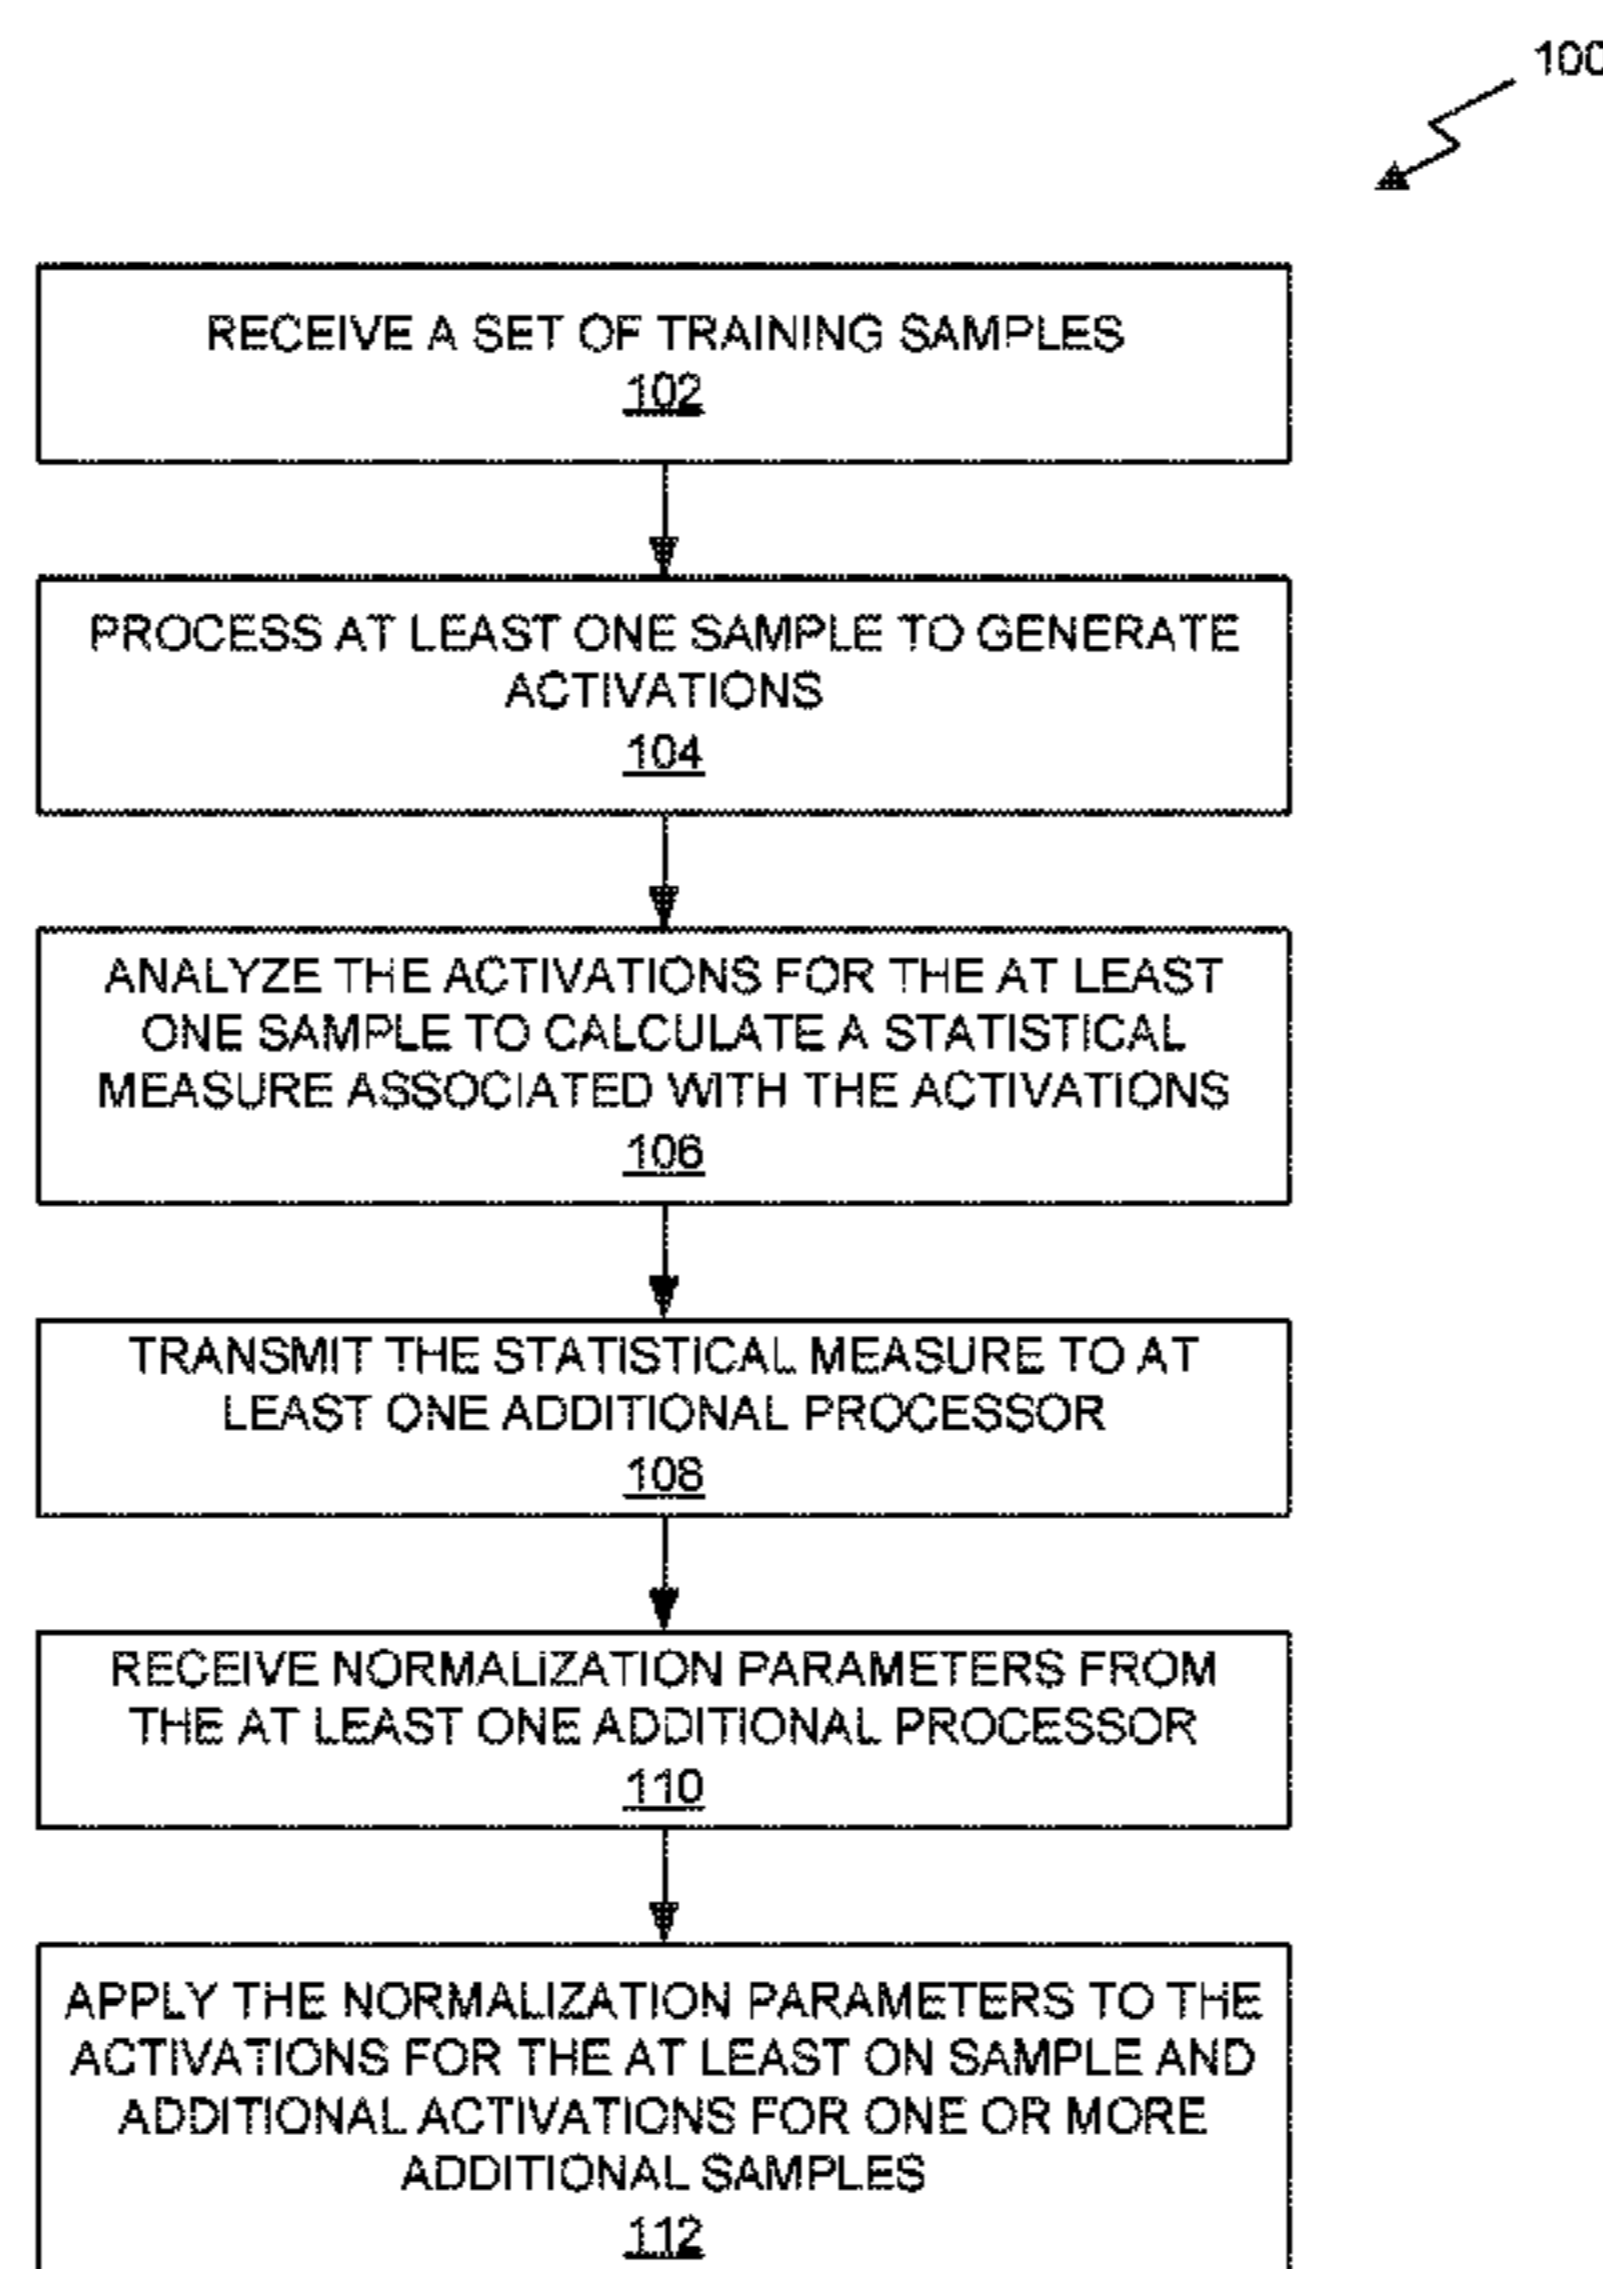 100
RECEIVE A SET OF TRAINING SAMPLES
102
PROCESS AT LEAST ONE SAMPLE TO GENERATE
ACTIVATIONS
104
ANALYZE THE ACTIVATIONS FOR THE AT LEAST
ONE SAMPLE TO CALCULATE A STATISTICAL
MEASURE ASSOCIATED WITH THE ACTIVATIONS
106
TRANSMIT THE STATISTICAL MEASURE TO AT
LEAST ONE ADDITIONAL PROCESSOR
108
RECEIVE NORMALIZATION PARAMETERS FROM
THE AT LEAST ONE ADDITIONAL PROCESSOR
110
APPLY THE NORMALIZATION PARAMETERS TO THE
ACTIVATIONS FOR THE AT LEAST ON SAMPLE AND
ADDITIONAL ACTIVATIONS FOR ONE OR MORE
ADDITIONAL SAMPLES
112